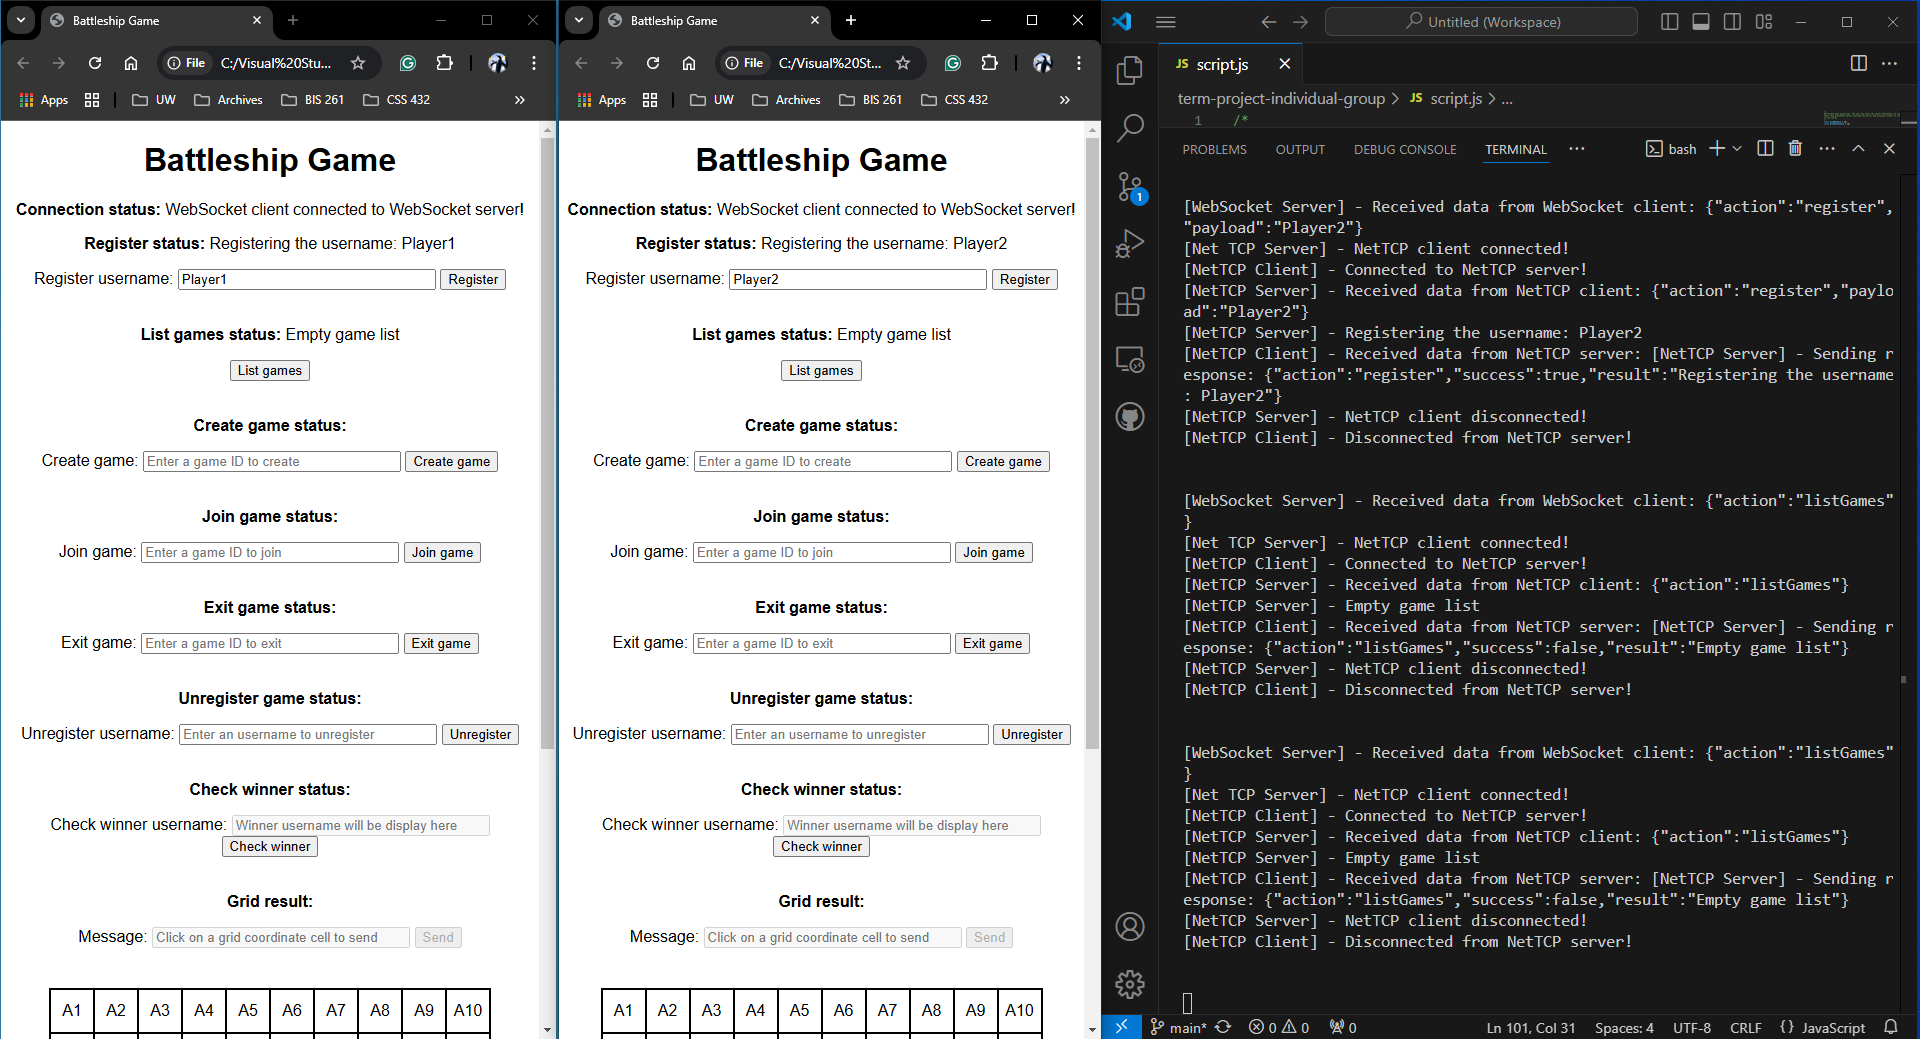 Battleship Game
File
C:/Visual%20Stu...
Apps
UW
Archives
BIS 261
CSS 432
»
Battleship Game
Connection status: WebSocket client connected to WebSocket server!
Register status: Registering the username: Player1
Register username: Player1 Register
List games status: Empty game list
List games
Create game status:
Create game: Enter a game ID to create Create game
Join game status:
Join game: Enter a game ID to join Join game
Exit game status:
Exit game: Enter a game ID to exit Exit game
Unregister game status:
Unregister username: Enter an username to unregister Unregister
Check winner status:
Check winner username: Winner username will be display here
Check winner
Grid result:
Message: Click on a grid coordinate cell to send Send
A1 A2 A3 A4 A5 A6 A7 A8 A9 A10
Battleship Game
File
C:/Visual%20St...
Apps
UW
Archives
BIS 261
CSS 432
»
Battleship Game
Connection status: WebSocket client connected to WebSocket server!
Register status: Registering the username: Player2
Register username: Player2 Register
List games status: Empty game list
List games
Create game status:
Create game: Enter a game ID to create Create game
Join game status:
Join game: Enter a game ID to join Join game
Exit game status:
Exit game: Enter a game ID to exit Exit game
Unregister game status:
Unregister username: Enter an username to unregister Unregister
Check winner status:
Check winner username: Winner username will be display here
Check winner
Grid result:
Message: Click on a grid coordinate cell to send Send
A1 A2 A3 A4 A5 A6 A7 A8 A9 A10
Untitled (Workspace)
JS script.js
term-project-individual-group > JS script.js > ...
1 /*
PROBLEMS OUTPUT DEBUG CONSOLE TERMINAL ... bash
1
[WebSocket Server] - Received data from WebSocket client: {"action":"register",
"payload":"Player2"}
[Net TCP Server] - NetTCP client connected!
[NetTCP Client] - Connected to NetTCP server!
[NetTCP Server] - Received data from NetTCP client: {"action":"register","paylo
ad":"Player2"}
[NetTCP Server] - Registering the username: Player2
[NetTCP Client] - Received data from NetTCP server: [NetTCP Server] - Sending r
esponse: {"action":"register","success":true,"result":"Registering the username
: Player2"}
[NetTCP Server] - NetTCP client disconnected!
[NetTCP Client] - Disconnected from NetTCP server!
[WebSocket Server] - Received data from WebSocket client: {"action":"listGames"
}
[Net TCP Server] - NetTCP client connected!
[NetTCP Client] - Connected to NetTCP server!
[NetTCP Server] - Received data from NetTCP client: {"action":"listGames"}
[NetTCP Server] - Empty game list
[NetTCP Client] - Received data from NetTCP server: [NetTCP Server] - Sending r
esponse: {"action":"listGames","success":false,"result":"Empty game list"}
[NetTCP Server] - NetTCP client disconnected!
[NetTCP Client] - Disconnected from NetTCP server!
[WebSocket Server] - Received data from WebSocket client: {"action":"listGames"
}
[Net TCP Server] - NetTCP client connected!
[NetTCP Client] - Connected to NetTCP server!
[NetTCP Server] - Received data from NetTCP client: {"action":"listGames"}
[NetTCP Server] - Empty game list
[NetTCP Client] - Received data from NetTCP server: [NetTCP Server] - Sending r
esponse: {"action":"listGames","success":false,"result":"Empty game list"}
[NetTCP Server] - NetTCP client disconnected!
[NetTCP Client] - Disconnected from NetTCP server!
main* 0 0 0 Ln 101, Col 31 Spaces: 4 UTF-8 CRLF {} JavaScript